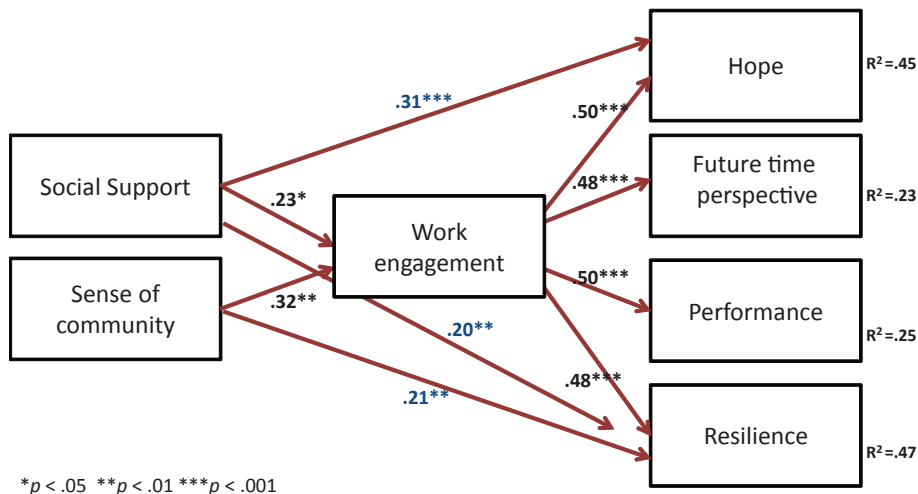 Hope
R² =.45
.31***
.50***
Social Support
Future time
perspective
R² =.23
.48***
.23*
Work
engagement
Sense of
community
.32**
.50***
Performance
R² =.25
.20**
.48***
.21**
Resilience
R² =.47
*p < .05 **p < .01 ***p < .001